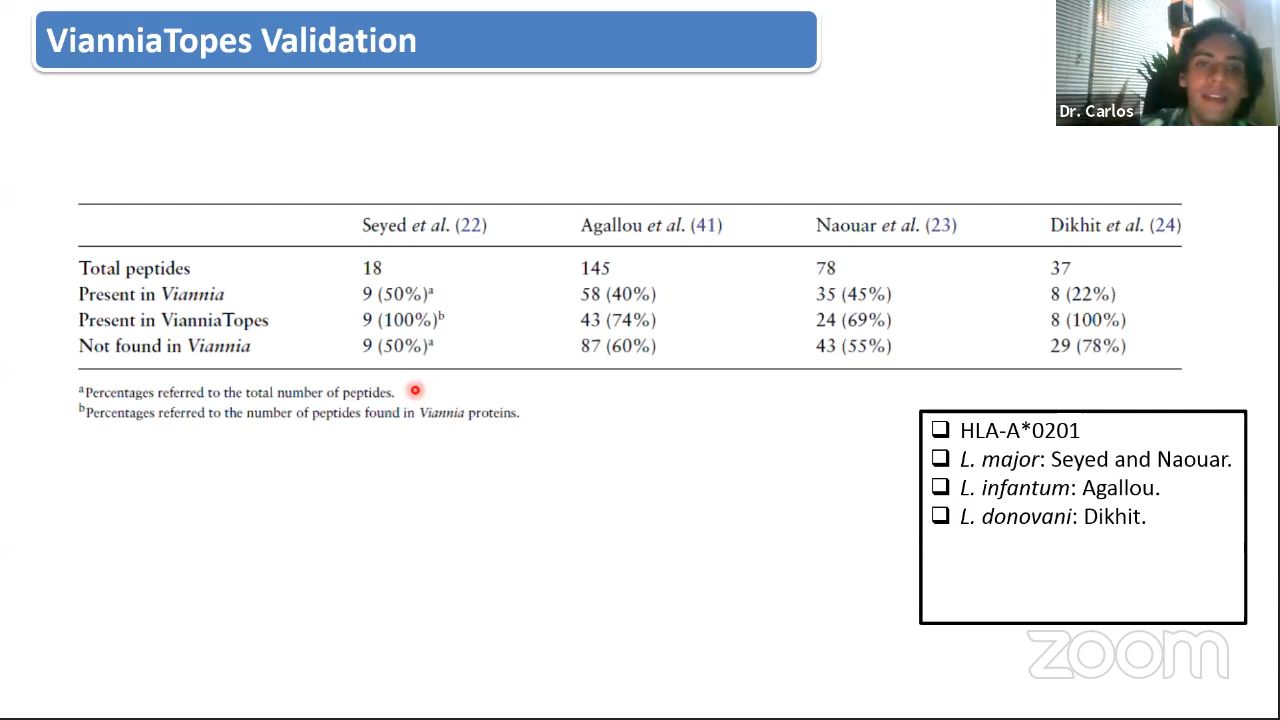 VianniaTopes Validation
Dr. Carlos
Seyed et al. (22) Agallou et al. (41) Naouar et al. (23) Dikhit et al. (24)
Total peptides 18 145 78 37
Present in Viannia 9 (50%)ᵃ 58 (40%) 35 (45%) 8 (22%)
Present in VianniaTopes 9 (100%)ᵇ 43 (74%) 24 (69%) 8 (100%)
Not found in Viannia 9 (50%)ᵃ 87 (60%) 43 (55%) 29 (78%)
ᵃPercentages referred to the total number of peptides.
ᵇPercentages referred to the number of peptides found in Viannia proteins.
❑ HLA-A*0201
❑ L. major: Seyed and Naouar.
❑ L. infantum: Agallou.
❑ L. donovani: Dikhit.
zoom